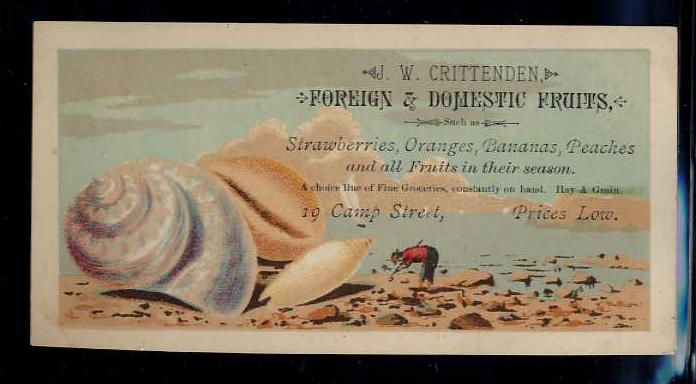 J. W. CRITTENDEN,
FOREIGN & DOMESTIC FRUITS,
Such as
Strawberries, Oranges, Bananas, Peaches
and all Fruits in their season.
A choice line of Fine Groceries, constantly on hand. Hay & Grain.
19 Camp Street, Prices Low.